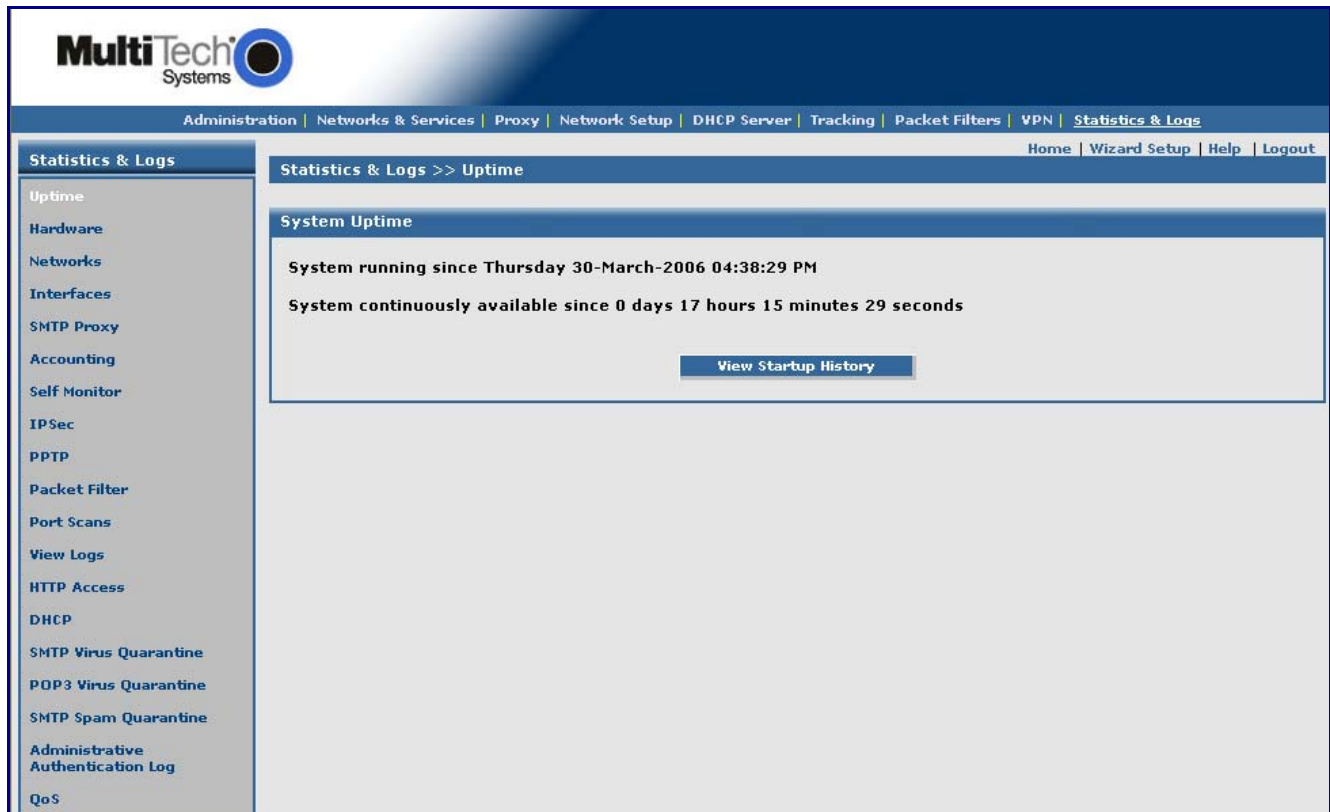 MultiTech
Systems
Administration | Networks & Services | Proxy | Network Setup | DHCP Server | Tracking | Packet Filters | VPN | Statistics & Logs
Home | Wizard Setup | Help | Logout
Statistics & Logs
Uptime
Hardware
Networks
Interfaces
SMTP Proxy
Accounting
Self Monitor
IPSec
PPTP
Packet Filter
Port Scans
View Logs
HTTP Access
DHCP
SMTP Virus Quarantine
POP3 Virus Quarantine
SMTP Spam Quarantine
Administrative
Authentication Log
QoS
Statistics & Logs >> Uptime
System Uptime
System running since Thursday 30-March-2006 04:38:29 PM
System continuously available since 0 days 17 hours 15 minutes 29 seconds
View Startup History